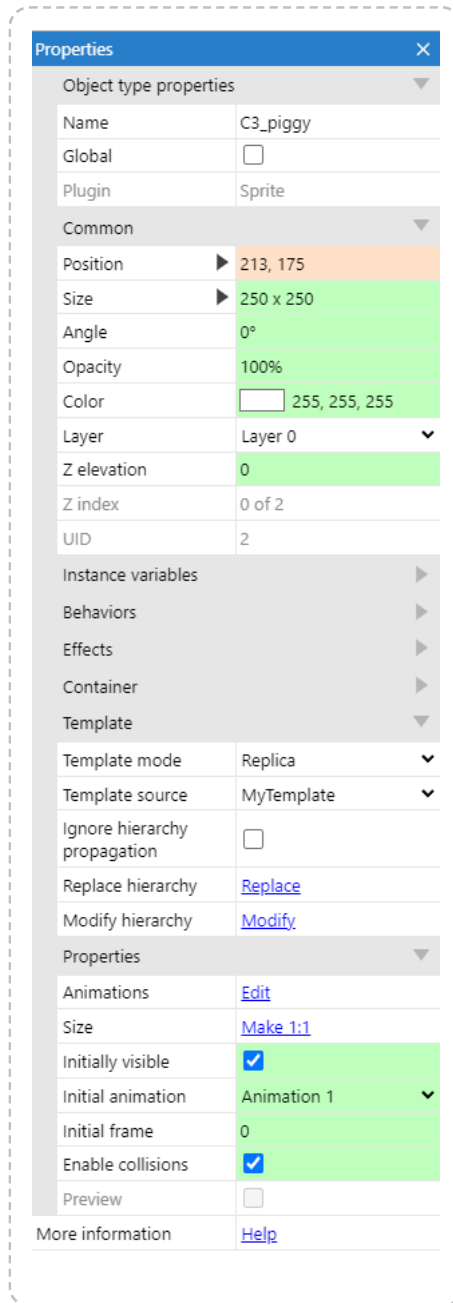 Properties
Object type properties
Name C3_piggy
Global
Plugin Sprite
Common
Position 213, 175
Size 250 x 250
Angle 0°
Opacity 100%
Color 255, 255, 255
Layer Layer 0
Z elevation 0
Z index 0 of 2
UID 2
Instance variables
Behaviors
Effects
Container
Template
Template mode Replica
Template source MyTemplate
Ignore hierarchy
propagation
Replace hierarchy Replace
Modify hierarchy Modify
Properties
Animations Edit
Size Make 1:1
Initially visible
Initial animation Animation 1
Initial frame 0
Enable collisions
Preview
More information Help